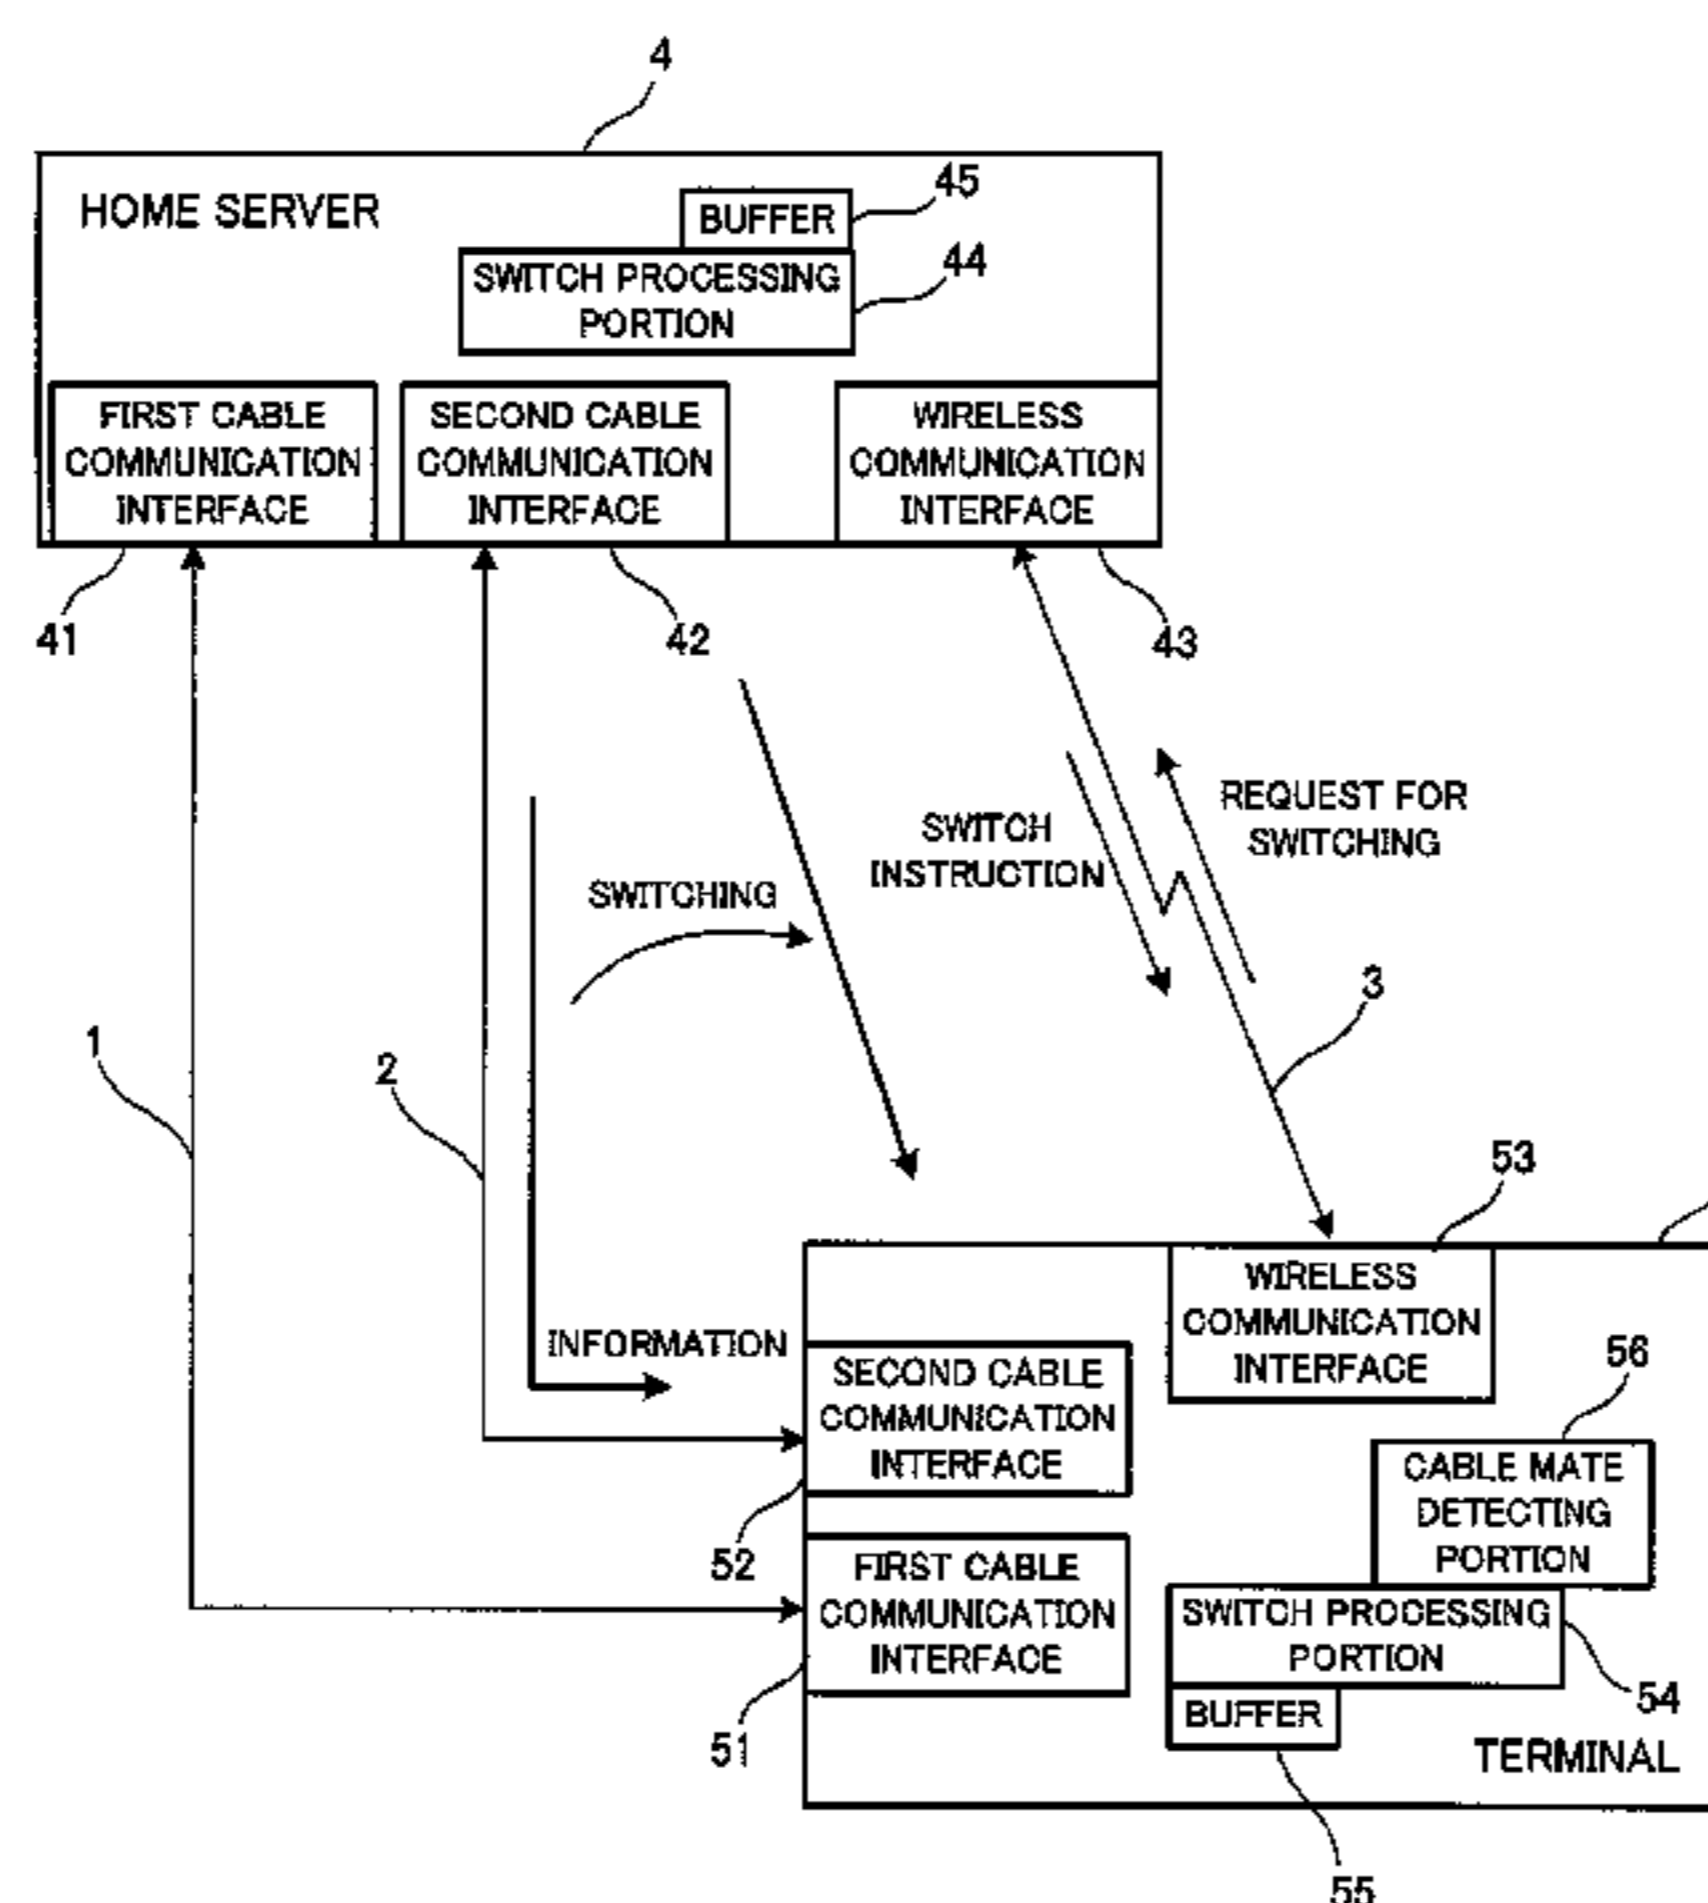 4
HOME SERVER
45
BUFFER
44
SWITCH PROCESSING
PORTION
FIRST CABLE
COMMUNICATION
INTERFACE
SECOND CABLE
COMMUNICATION
INTERFACE
WIRELESS
COMMUNICATION
INTERFACE
41
42
43
REQUEST FOR
SWITCHING
SWITCH
INSTRUCTION
SWITCHING
3
1
2
53
WIRELESS
COMMUNICATION
INTERFACE
INFORMATION
SECOND CABLE
COMMUNICATION
INTERFACE
56
CABLE MATE
DETECTING
PORTION
52
FIRST CABLE
COMMUNICATION
INTERFACE
SWITCH PROCESSING
PORTION
54
51
BUFFER
TERMINAL
55